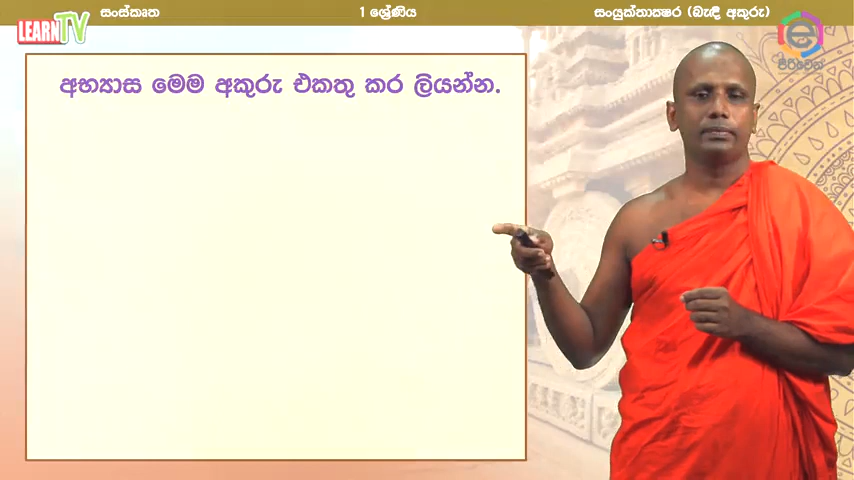 LEARN TV
සංස්කෘත
1 ශ්‍රේණිය
සංයුක්තාක්‍ෂර (බැඳි අකුරු)
පිරිවෙන්
අභ්‍යාස මෙම අකුරු එකතු කර ලියන්න.